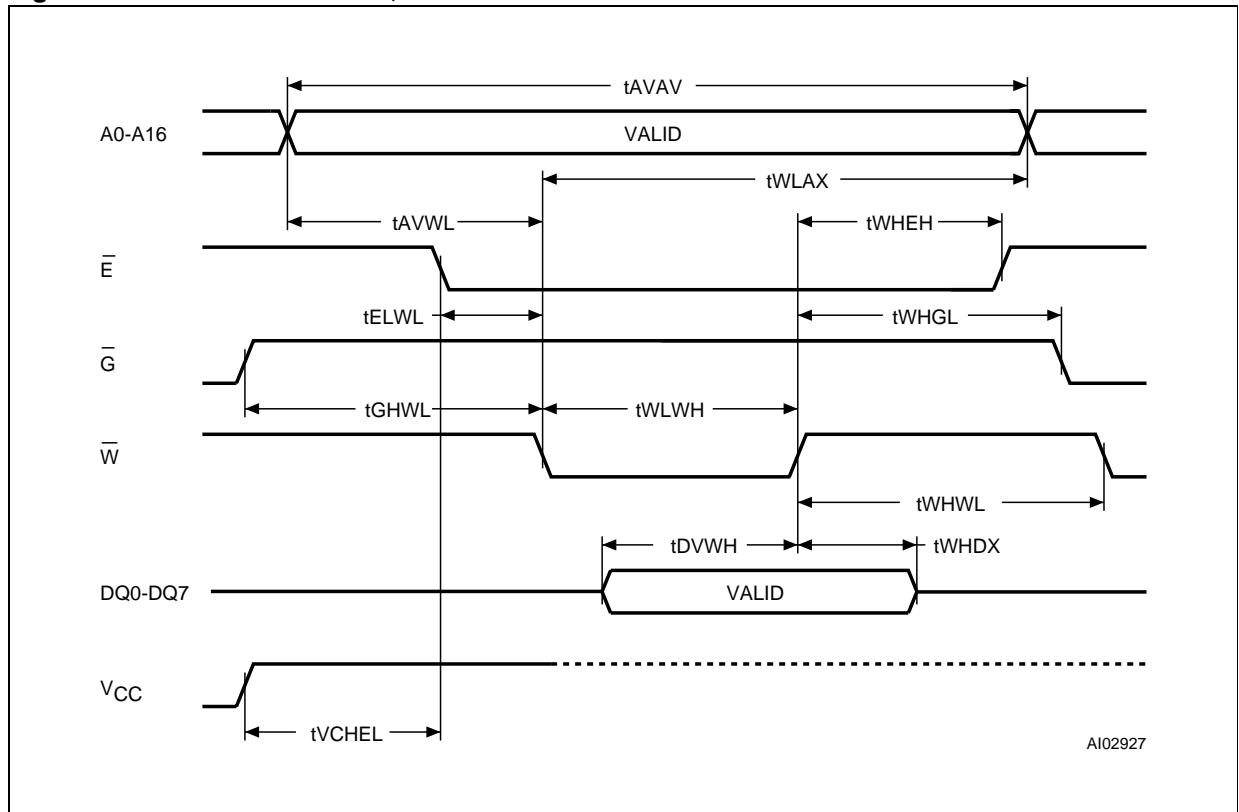 tAVAV
A0-A16
VALID
tWLAX
tAVWL
tWHEH
E
tELWL
tWHGL
G
tGHWL
tWLWH
W
tWHWL
tDVWH
tWHDX
DQ0-DQ7
VALID
VCC
tVCHEL
AI02927